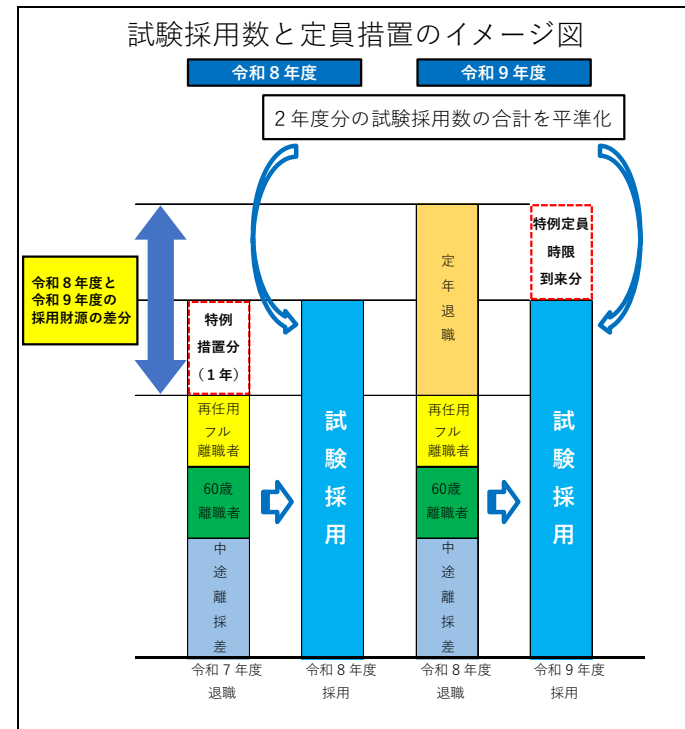 試験採用数と定員措置のイメージ図
令和８年度
令和９年度
２年度分の試験採用数の合計を平準化
令和８年度と
令和９年度の
採用財源の差分
特例
措置分
（１年）
再任用
フル
離職者
60歳
離職者
中
途
離
採
差
試
験
採
用
定
年
退
職
再任用
フル
離職者
60歳
離職者
中
途
離
採
差
特例定員
時限
到来分
試
験
採
用
令和７年度
退職
令和８年度
採用
令和８年度
退職
令和９年度
採用